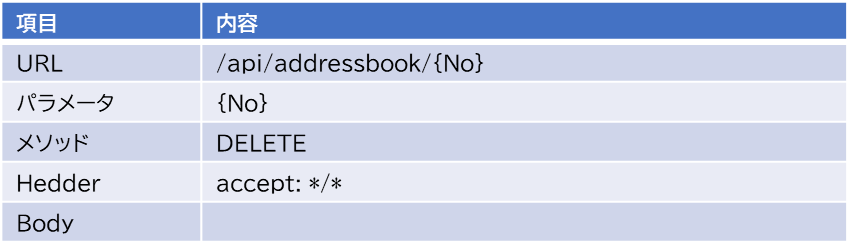 項目 内容
URL /api/addressbook/{No}
パラメータ {No}
メソッド DELETE
Hedder accept: */*
Body